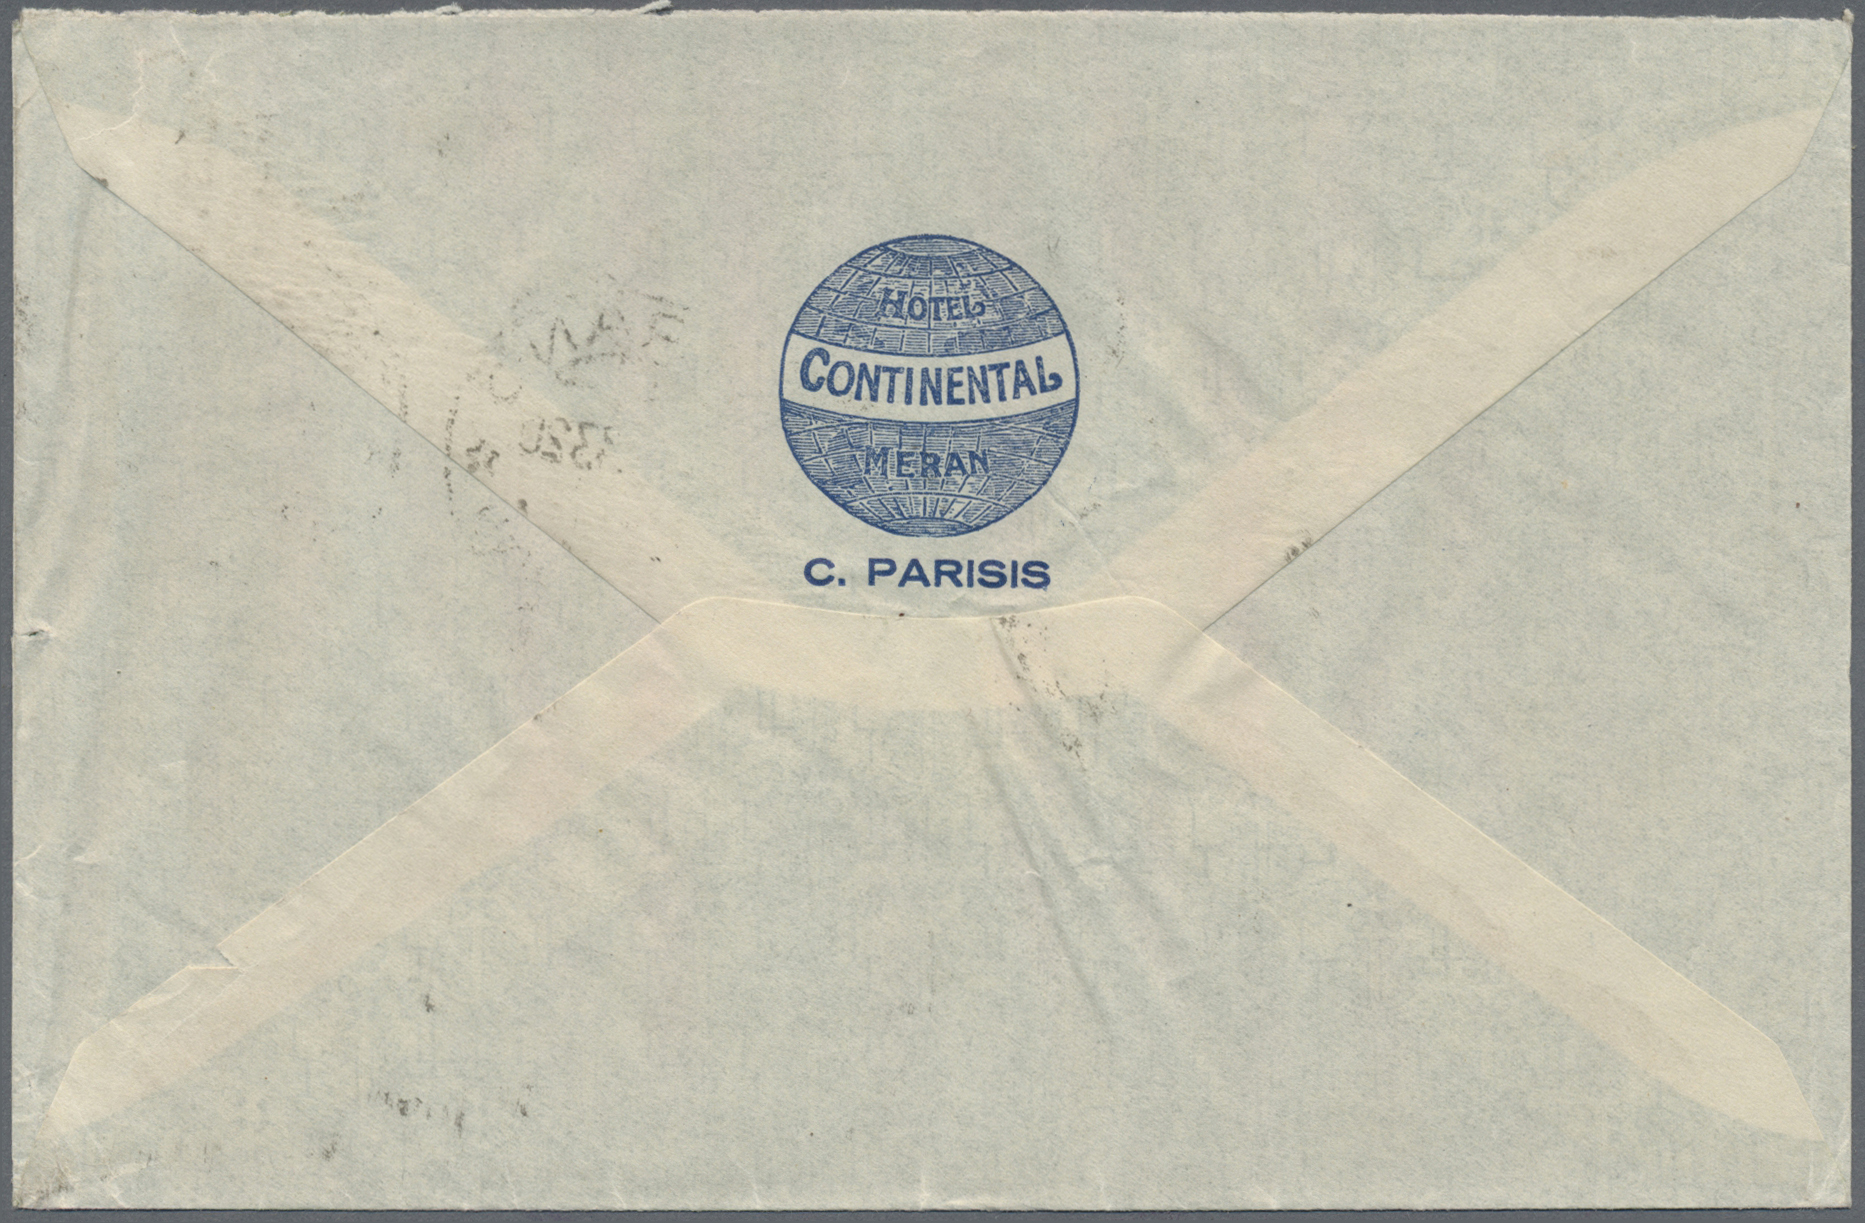 HOTEL
CONTINENTAL
MERAN
C. PARISIS